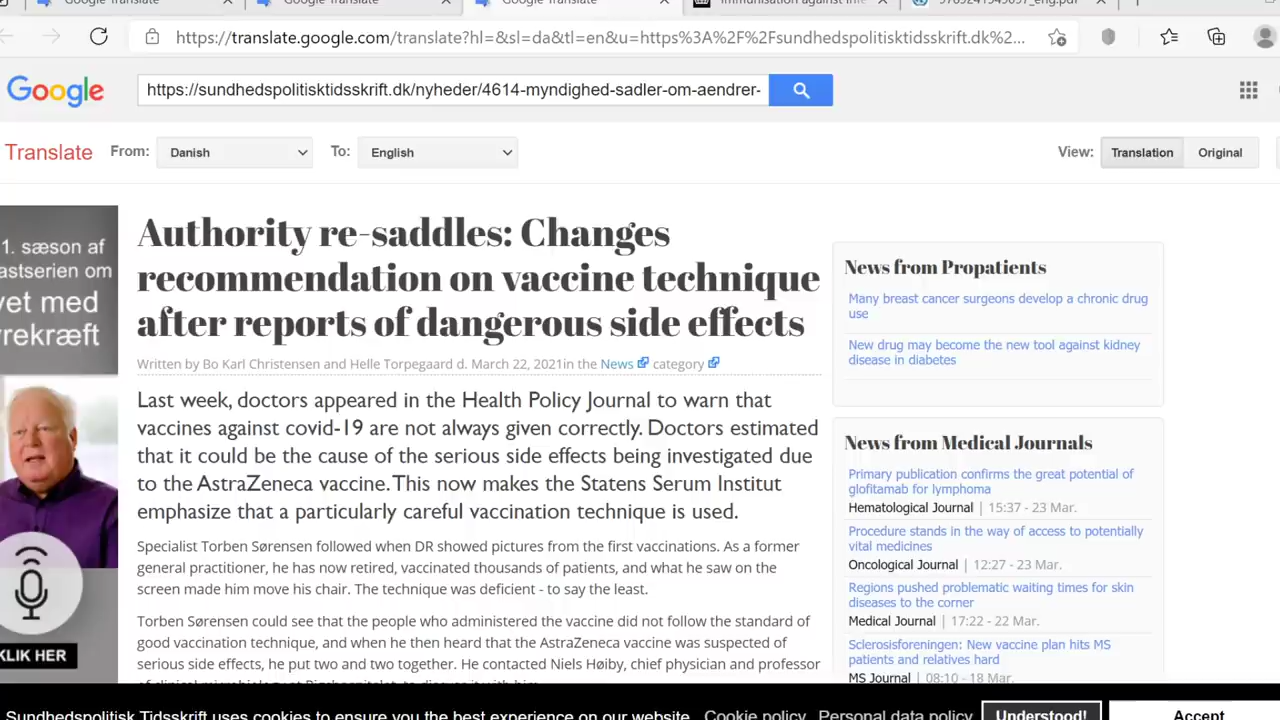 Google Translate
Google Translate
Google Translate
9789241549097_eng.pdf
https://translate.google.com/translate?hl=&sl=da&tl=en&u=https%3A%2F%2Fsundhedspolitisktidsskrift.dk%2...
Google
https://sundhedspolitisktidsskrift.dk/nyheder/4614-myndighed-sadler-om-aendrer-
Translate From: Danish To: English View: Translation Original
1. sæson af
astserien om
vet med
rekræft
KLIK HER
Authority re-saddles: Changes
recommendation on vaccine technique
after reports of dangerous side effects
Written by Bo Karl Christensen and Helle Torpegaard d. March 22, 2021in the News category
Last week, doctors appeared in the Health Policy Journal to warn that
vaccines against covid-19 are not always given correctly. Doctors estimated
that it could be the cause of the serious side effects being investigated due
to the AstraZeneca vaccine. This now makes the Statens Serum Institut
emphasize that a particularly careful vaccination technique is used.
Specialist Torben Sørensen followed when DR showed pictures from the first vaccinations. As a former
general practitioner, he has now retired, vaccinated thousands of patients, and what he saw on the
screen made him move his chair. The technique was deficient - to say the least.
Torben Sørensen could see that the people who administered the vaccine did not follow the standard of
good vaccination technique, and when he then heard that the AstraZeneca vaccine was suspected of
serious side effects, he put two and two together. He contacted Niels Høiby, chief physician and professor
News from Propatients
Many breast cancer surgeons develop a chronic drug
use
New drug may become the new tool against kidney
disease in diabetes
News from Medical Journals
Primary publication confirms the great potential of
glofitamab for lymphoma
Hematological Journal | 15:37 - 23 Mar.
Procedure stands in the way of access to potentially
vital medicines
Oncological Journal | 12:27 - 23 Mar.
Regions pushed problematic waiting times for skin
diseases to the corner
Medical Journal | 17:22 - 22 Mar.
Sclerosisforeningen: New vaccine plan hits MS
patients and relatives hard
MS Journal | 08:10 - 18 Mar.
Sundhedspolitisk Tidsskrift uses cookies to ensure you the best experience on our website. Cookie policy Personal data policy Understood! Accept